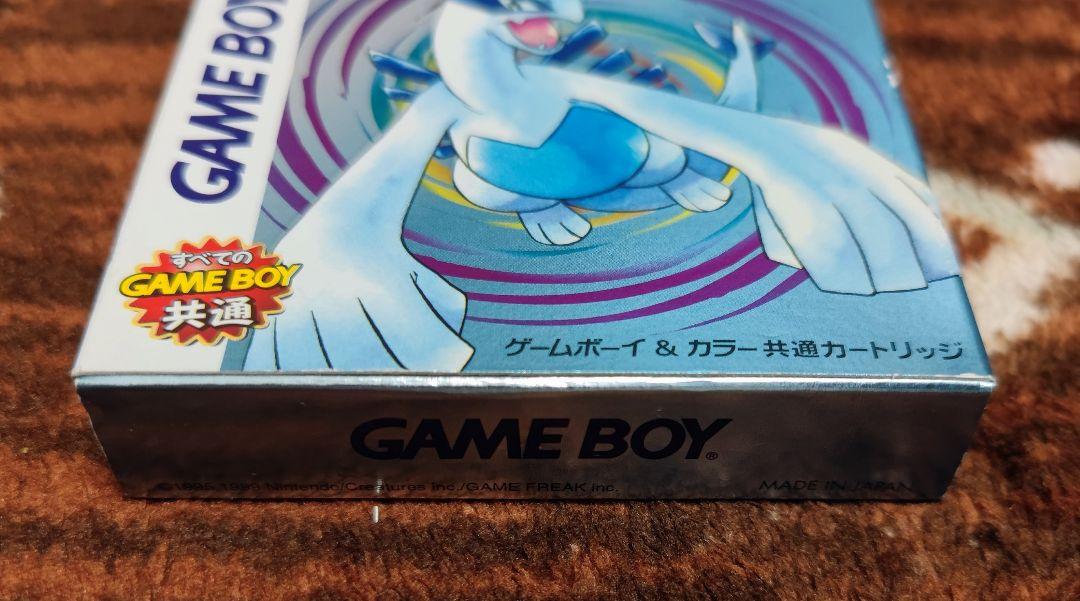 GAME BOY
すべての
GAME BOY
共通
ゲームボーイ & カラー共通カートリッジ
GAME BOY®
©1995,1999 Nintendo/Creatures inc./GAME FREAK inc.
MADE IN JAPAN